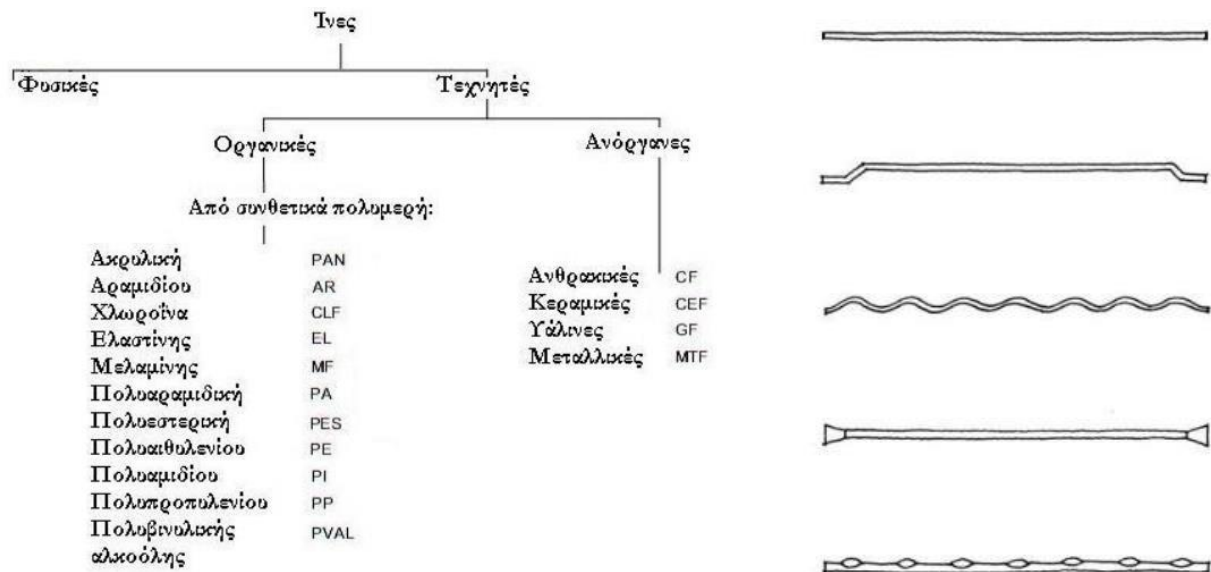 Ίνες
Φυσικές Τεχνητές
Οργανικές Ανόργανες
Από συνθετικά πολυμερή:
Ακρυλική PAN
Αραμιδίου AR
Χλωροΐνα CLF
Ελαστίνης EL
Μελαμίνης MF
Πολυαραμιδική PA
Πολυεστερική PES
Πολυαιθυλενίου PE
Πολυαμιδίου PI
Πολυπροπυλενίου PP
Πολυβινυλικής PVAL
αλκοόλης
Ανθρακικές CF
Κεραμικές CEF
Υάλινες GF
Μεταλλικές MTF